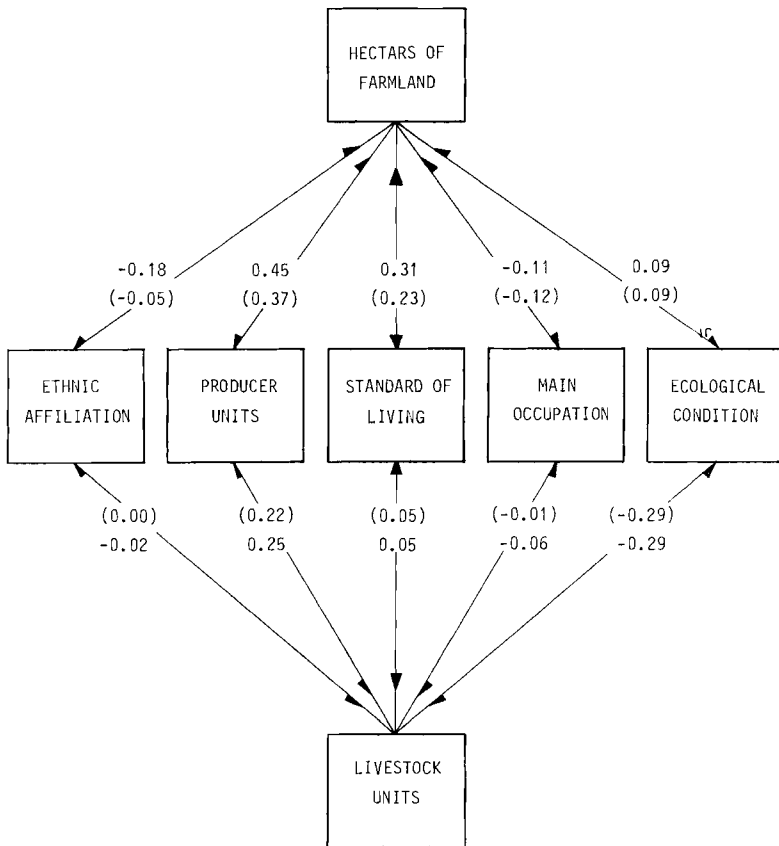 HECTARS OF
FARMLAND
-0.18 0.45 0.31 -0.11 0.09
(-0.05) (0.37) (0.23) (-0.12) (0.09)
ETHNIC
AFFILIATION
PRODUCER
UNITS
STANDARD OF
LIVING
MAIN
OCCUPATION
ECOLOGICAL
CONDITION
(0.00) (0.22) (0.05) (-0.01) (-0.29)
-0.02 0.25 0.05 -0.06 -0.29
LIVESTOCK
UNITS